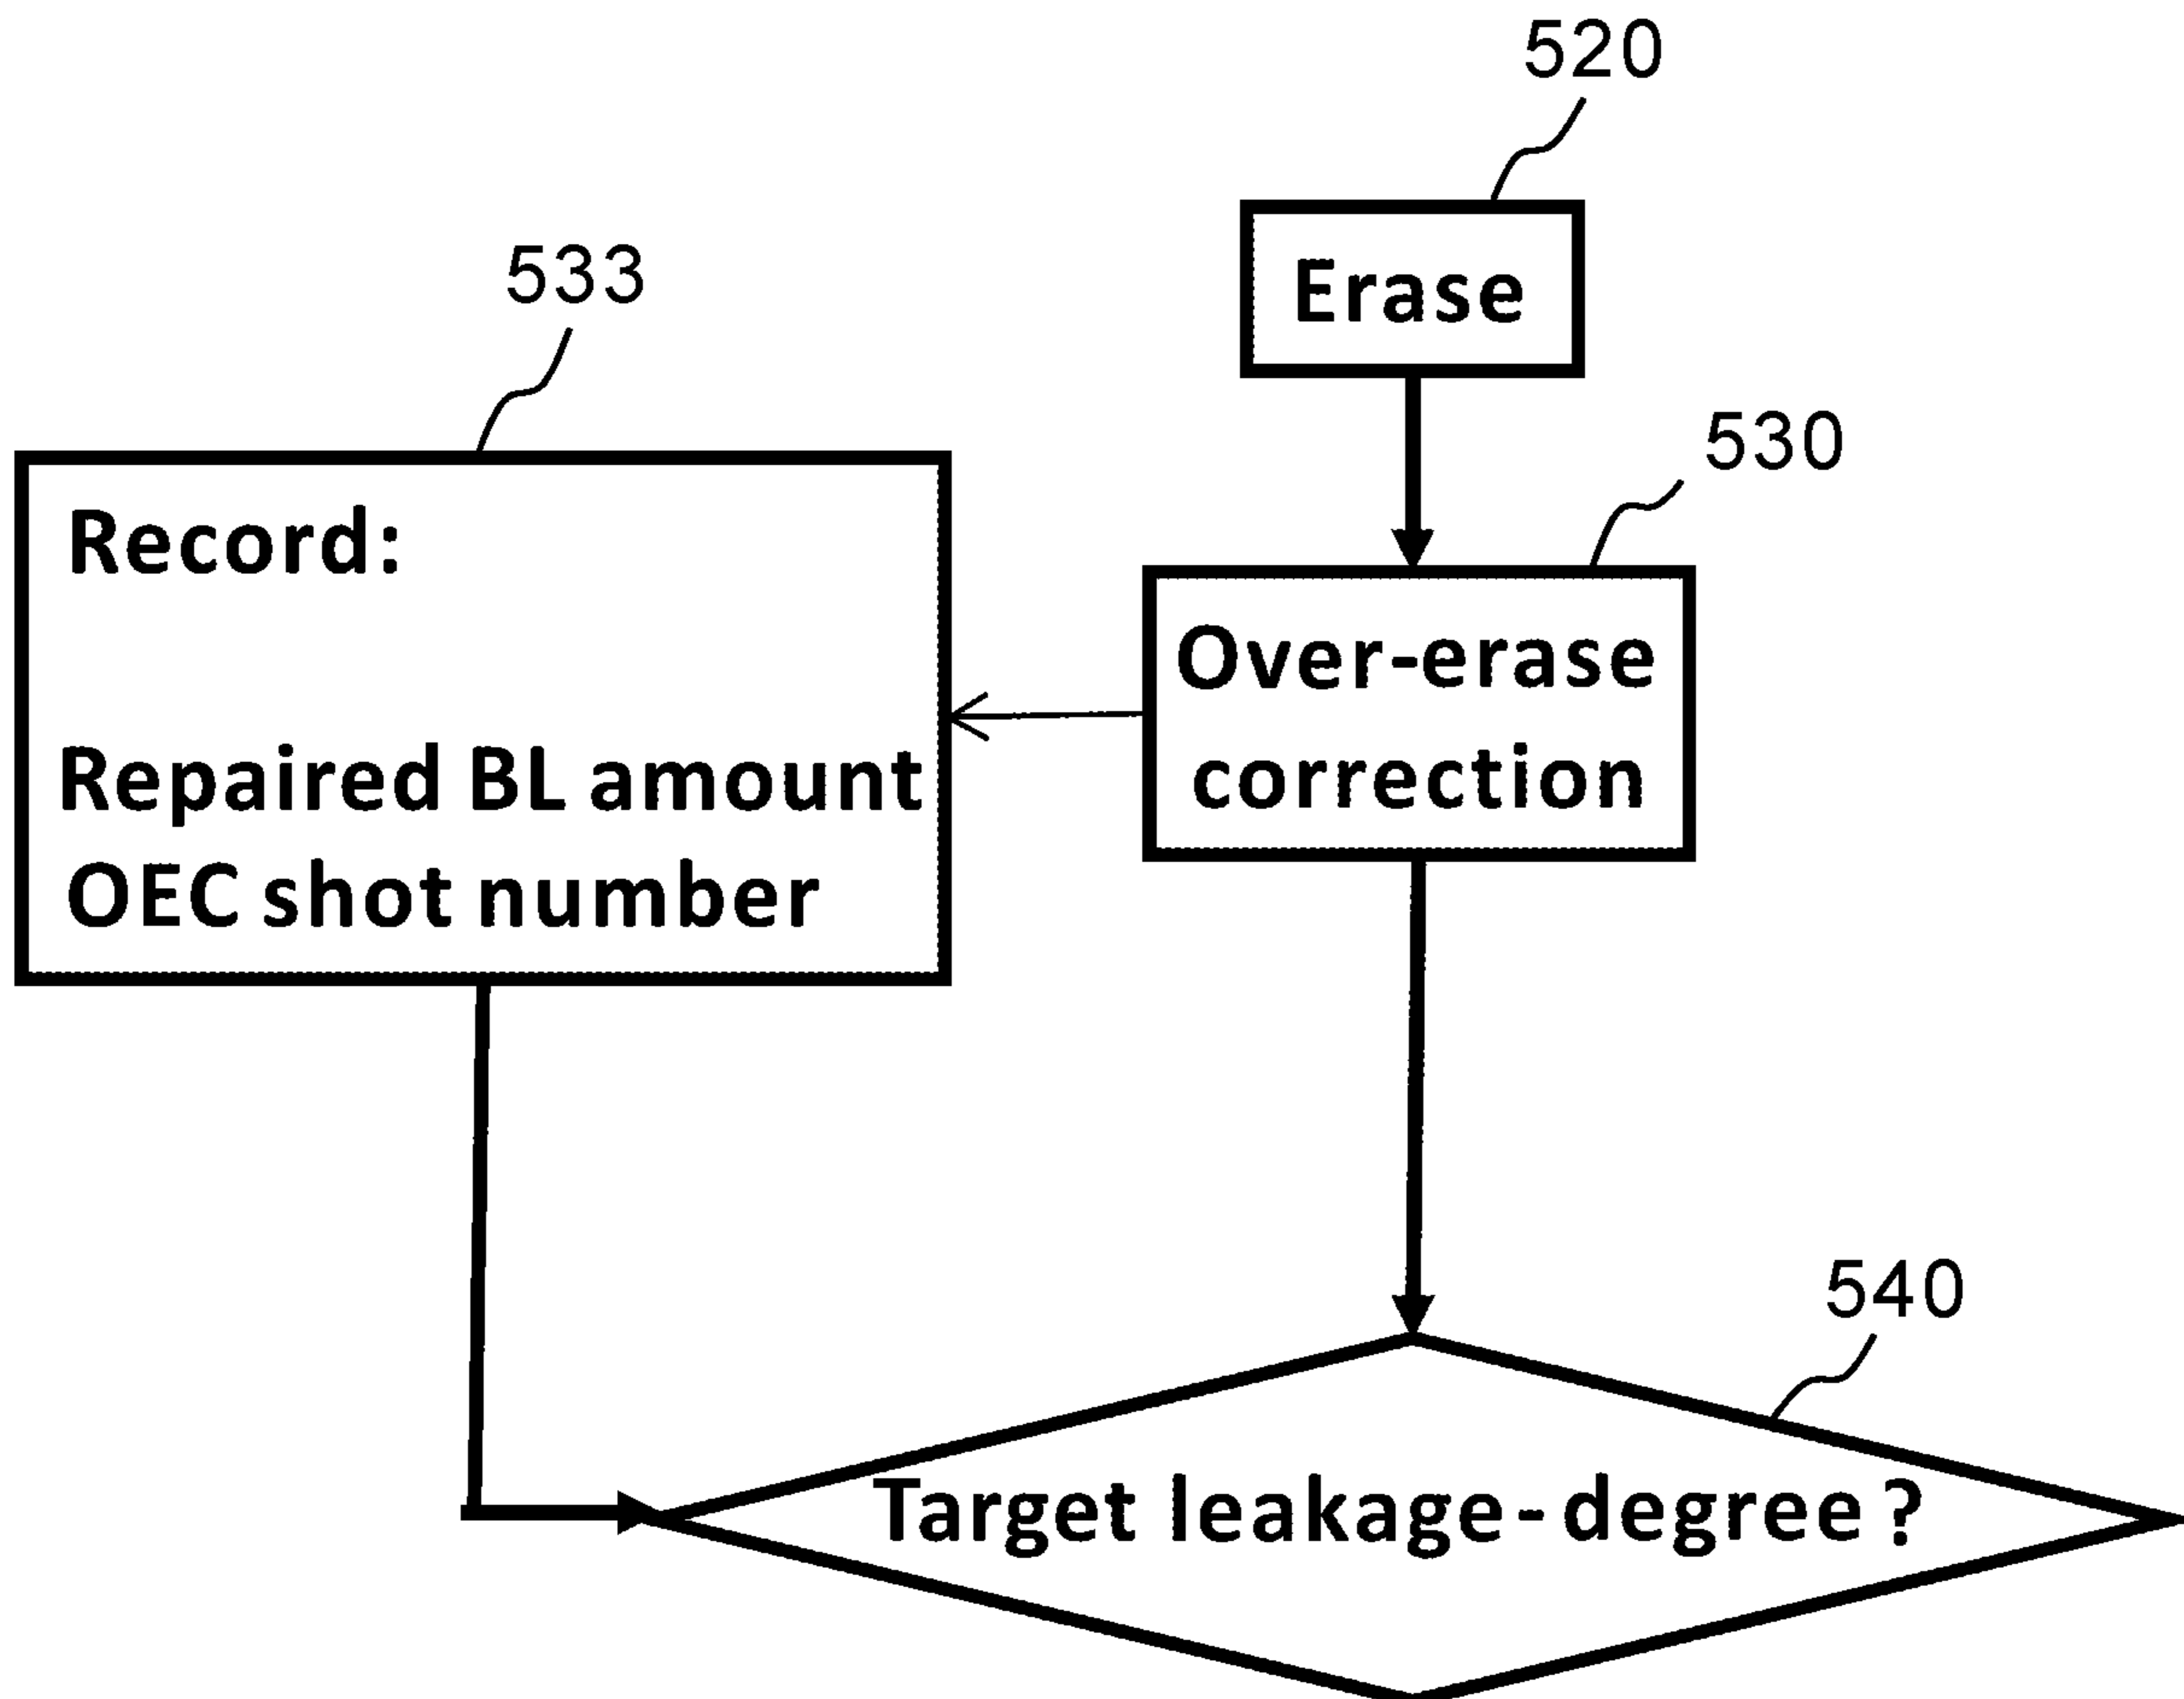 520
Erase
533
530
Record:
Over-erase
correction
Repaired BL amount
OEC shot number
540
Target leakage-degree?